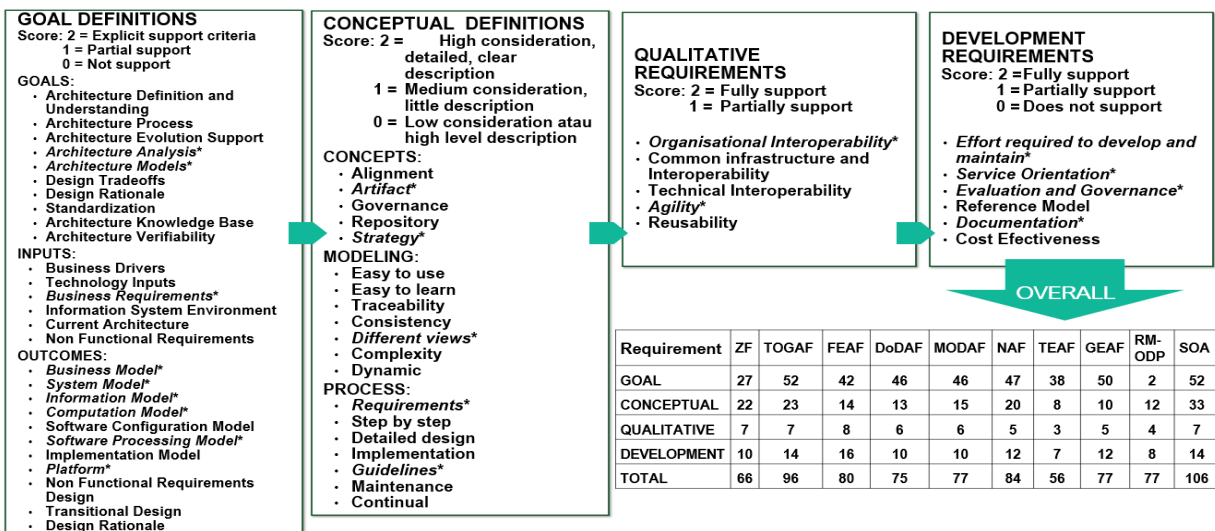 GOAL DEFINITIONS
Score: 2 = Explicit support criteria
1 = Partial support
0 = Not support
GOALS:
• Architecture Definition and
Understanding
• Architecture Process
• Architecture Evolution Support
• Architecture Analysis*
• Architecture Models*
• Design Tradeoffs
• Design Rationale
• Standardization
• Architecture Knowledge Base
• Architecture Verifiability
INPUTS:
• Business Drivers
• Technology Inputs
• Business Requirements*
• Information System Environment
• Current Architecture
• Non Functional Requirements
OUTCOMES:
• Business Model*
• System Model*
• Information Model*
• Computation Model*
• Software Configuration Model
• Software Processing Model*
• Implementation Model
• Platform*
• Non Functional Requirements
Design
• Transitional Design
• Design Rationale
CONCEPTUAL DEFINITIONS
Score: 2 = High consideration,
detailed, clear
description
1 = Medium consideration,
little description
0 = Low consideration atau
high level description
CONCEPTS:
• Alignment
• Artifact*
• Governance
• Repository
• Strategy*
MODELING:
• Easy to use
• Easy to learn
• Traceability
• Consistency
• Different views*
• Complexity
• Dynamic
PROCESS:
• Requirements*
• Step by step
• Detailed design
• Implementation
• Guidelines*
• Maintenance
• Continual
QUALITATIVE
REQUIREMENTS
Score: 2 = Fully support
1 = Partially support
• Organisational Interoperability*
• Common infrastructure and
Interoperability
• Technical Interoperability
• Agility*
• Reusability
DEVELOPMENT
REQUIREMENTS
Score: 2 =Fully support
1 =Partially support
0 =Does not support
• Effort required to develop and
maintain*
• Service Orientation*
• Evaluation and Governance*
• Reference Model
• Documentation*
• Cost Efectiveness
OVERALL
Requirement ZF TOGAF FEAF DoDAF MODAF NAF TEAF GEAF RM-ODP SOA
GOAL 27 52 42 46 46 47 38 50 2 52
CONCEPTUAL 22 23 14 13 15 20 8 10 12 33
QUALITATIVE 7 7 8 6 6 5 3 5 4 7
DEVELOPMENT 10 14 16 10 10 12 7 12 8 14
TOTAL 66 96 80 75 77 84 56 77 77 106